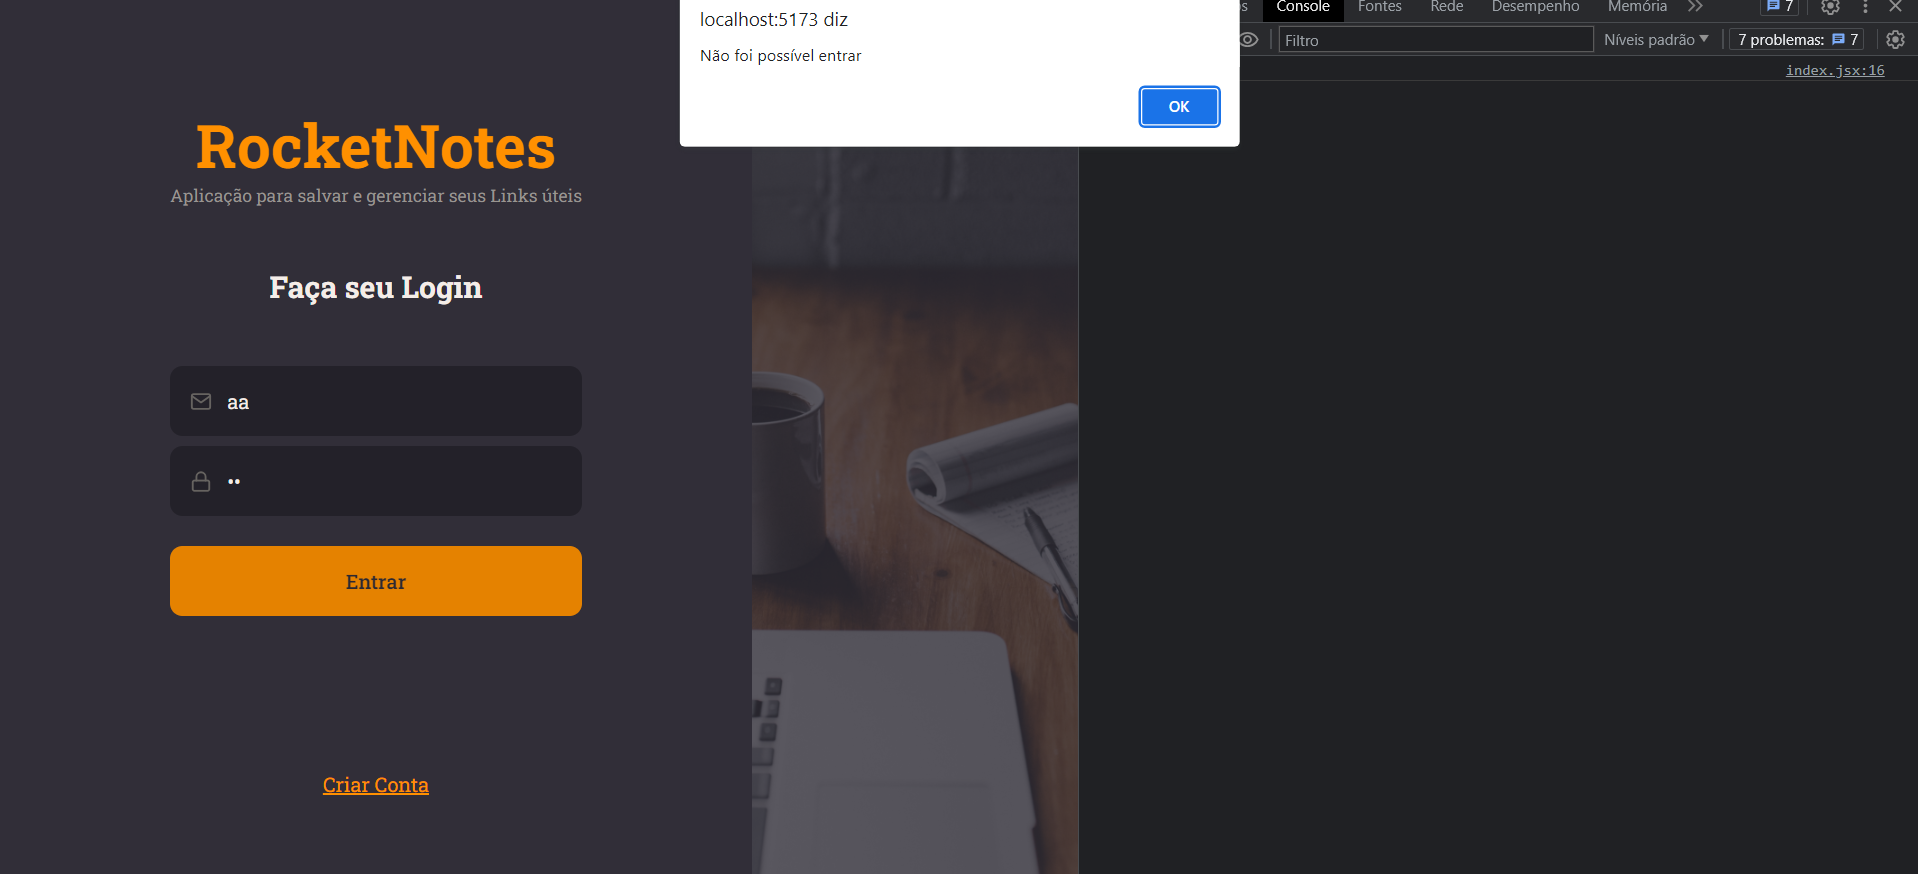 localhost:5173 diz
Não foi possível entrar
OK
RocketNotes
Aplicação para salvar e gerenciar seus Links úteis
Faça seu Login
aa
••
Entrar
Criar Conta
Console Fontes Rede Desempenho Memória 7
Filtro Níveis padrão 7 problemas: 7
index.jsx:16